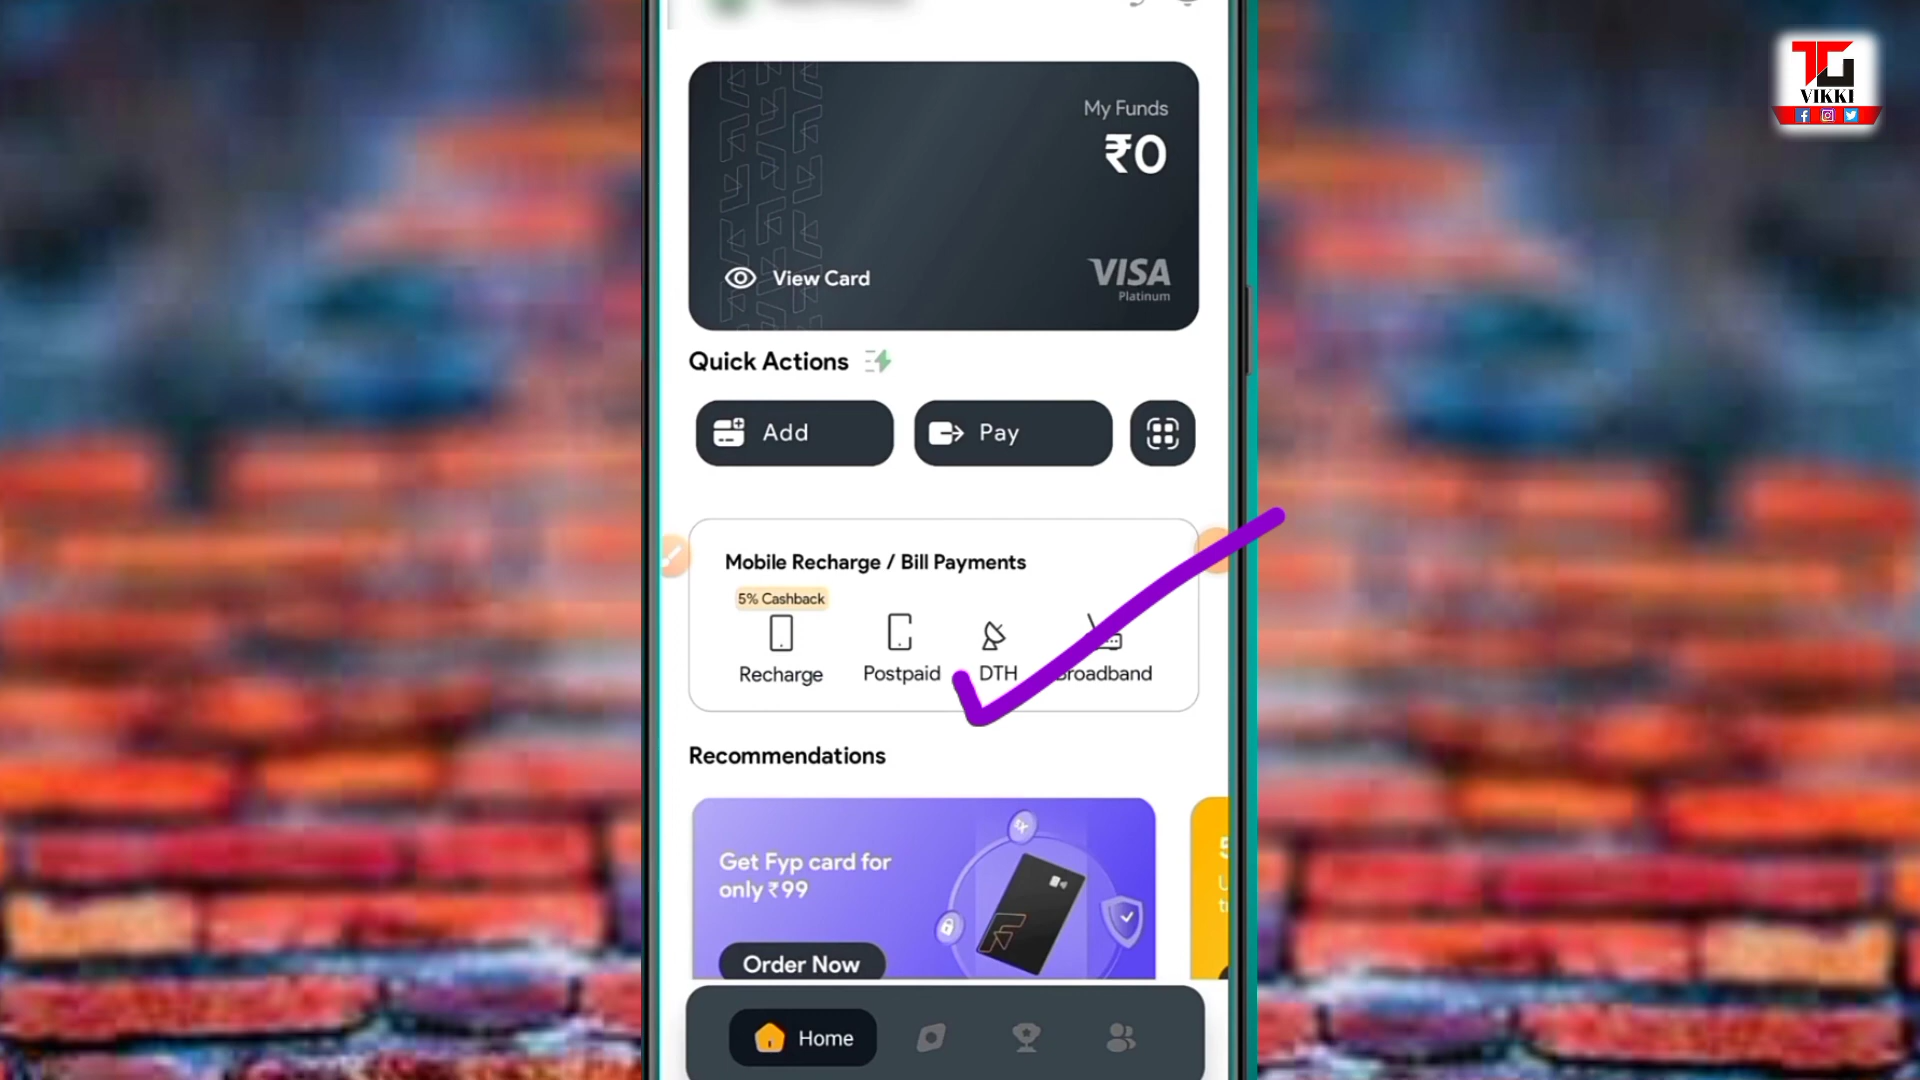 TG
VIKKI
My Funds
₹0
View Card
VISA
Platinum
Quick Actions
Add
Pay
Mobile Recharge / Bill Payments
5% Cashback
Recharge
Postpaid
DTH
Broadband
Recommendations
Get Fyp card for
only ₹99
Order Now
Home